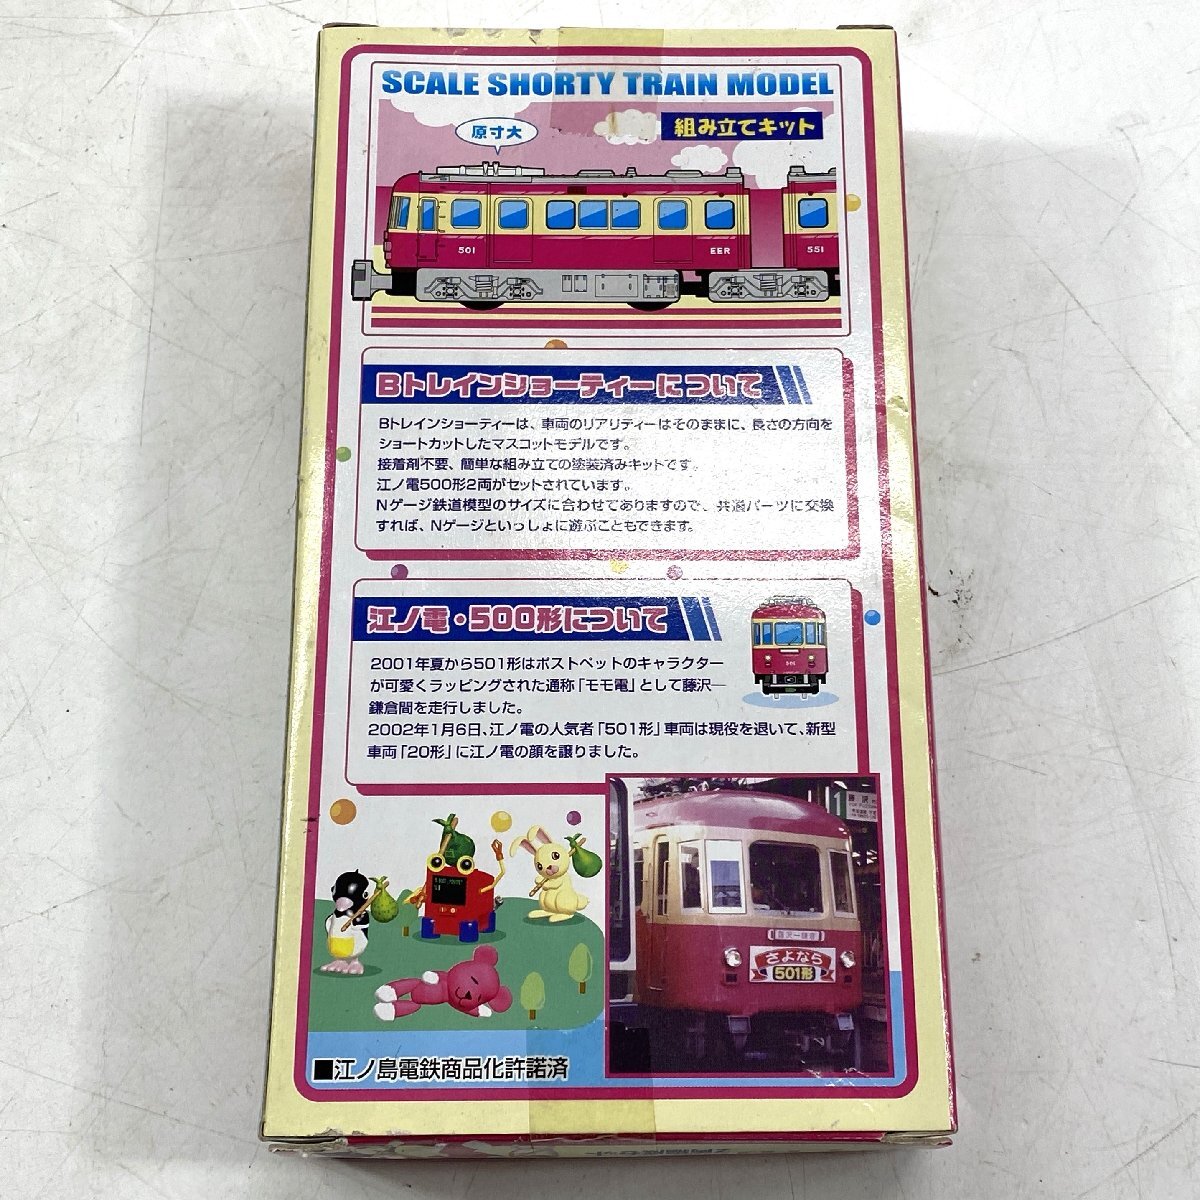 SCALE SHORTY TRAIN MODEL
原寸大
組み立てキット
501
EER
551
Bトレインショーティーについて
Bトレインショーティーは、車両のリアリティーはそのままに、長さの方向を
ショートカットしたマスコットモデルです。
接着剤不要、簡単な組み立ての塗装済みキットです。
江ノ電500形2両がセットされています。
Nゲージ鉄道模型のサイズに合わせてありますので、共通パーツに交換
すれば、Nゲージといっしょに遊ぶこともできます。
江ノ電・500形について
2001年夏から501形はポストペットのキャラクター
が可愛くラッピングされた通称「モモ電」として藤沢―
鎌倉間を走行しました。
2002年1月6日、江ノ電の人気者「501形」車両は現役を退いて、新型
車両「20形」に江ノ電の顔を譲りました。
1
藤沢
藤沢―鎌倉
さよなら
501形
■江ノ島電鉄商品化許諾済